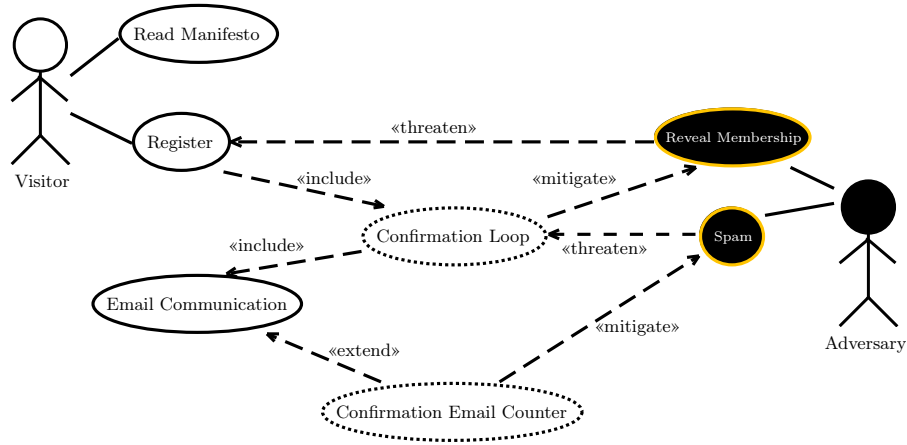 Read Manifesto
«threaten»
Reveal Membership
Register
Visitor
«include»
«mitigate»
Confirmation Loop
Spam
«include»
«threaten»
Email Communication
«mitigate»
«extend»
Adversary
Confirmation Email Counter